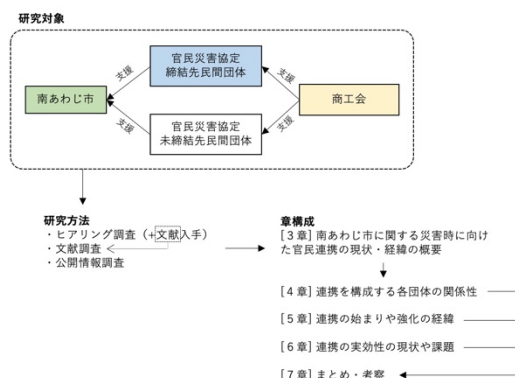 研究対象
官民災害協定
締結先民間団体
支援
支援
南あわじ市
商工会
支援
支援
官民災害協定
未締結先民間団体
研究方法
・ヒアリング調査（+文献入手）
・文献調査
・公開情報調査
章構成
[3章] 南あわじ市に関する災害時に向け
た官民連携の現状・経緯の概要
[4章] 連携を構成する各団体の関係性
[5章] 連携の始まりや強化の経緯
[6章] 連携の実効性の現状や課題
[7章] まとめ・考察